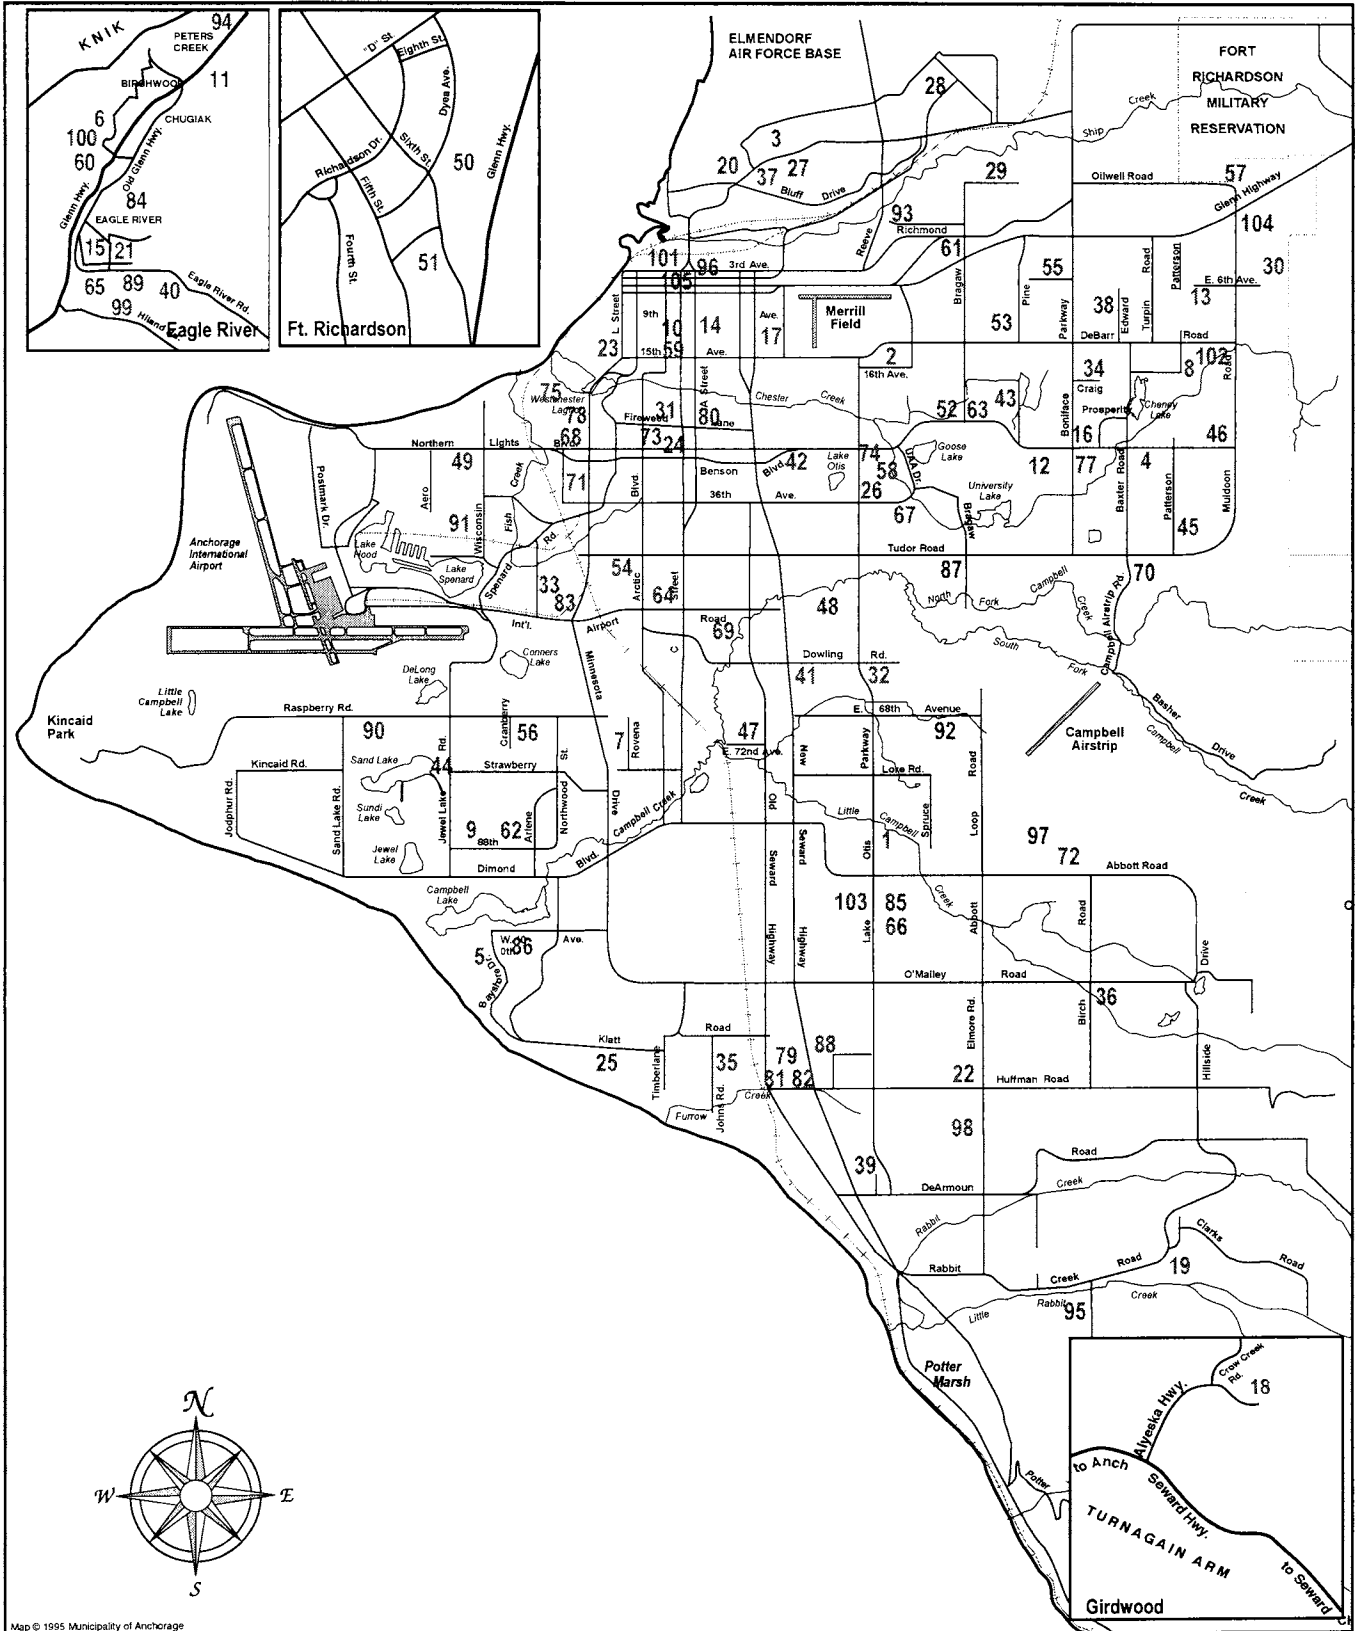 KNIK
94
PETERS
CREEK
BIRCHWOOD
11
6
CHUGIAK
100
60
Old Glenn Hwy.
Glenn Hwy.
84
EAGLE RIVER
15
21
65
89
40
Eagle River Rd.
99
Hiland
Eagle River
"D" St.
Eighth St.
Dyea Ave.
Sixth St.
50
Glenn Hwy.
Richardson Dr.
Fifth St.
Fourth St.
51
Ft. Richardson
ELMENDORF
AIR FORCE BASE
FORT
RICHARDSON
MILITARY
RESERVATION
28
Creek
Ship
3
20
27
37
Bluff Drive
29
Oilwell Road
57
Glenn Highway
93
Richmond
Reeve
61
104
101
96
3rd Ave.
105
Bragaw
Pine
55
Parkway
Road
Patterson
30
E. 6th Ave.
13
L Street
9th
10
14
Ave.
17
Merrill
Field
53
38
Edward
Turpin
DeBarr
Road
23
15th
59
Ave.
2
16th Ave.
34
Craig
8
102
Road
75
Westchester
Lagoon
78
31
A Street
80
Chester Creek
Fireweed Lane
52
63
43
Boniface
Prosperity
Cheney
Lake
Northern Lights Blvd.
68
73
24
16
46
49
Benson Blvd.
42
Lake
Otis
74
58
UAA Dr.
Goose
Lake
12
77
4
Postmark Dr.
Aero
Creek
71
Blvd.
36th Ave.
26
67
University
Lake
Bragaw
Baxter Road
Patterson
Muldoon
45
91
Wisconsin
Fish
Rd.
Anchorage
International
Airport
Lake
Hood
Lake
Spenard
Spenard
33
83
54
Arctic
64
Street
Tudor Road
87
70
48
North Fork
Campbell
Creek
Campbell Airstrip Rd.
Int'l. Airport Road
69
C
South Fork
Conners
Lake
DeLong
Lake
Little
Campbell
Lake
Minnesota
Dowling Rd.
41
32
Kincaid
Park
Raspberry Rd.
90
Cranberry
56
7
Rovena
47
E. 72nd Ave.
E. 68th Avenue
92
Campbell
Airstrip
Basher
Drive
Campbell
Creek
Kincaid Rd.
Sand Lake
44
Rd.
Strawberry
St.
New
Parkway
Lore Rd.
Road
Jodphur Rd.
Sand Lake Rd.
Sundi
Lake
Jewel Lake
9
62
Arlene
Northwood
Drive
Campbell Creek
Old
Little
Campbell
Spruce
Loop
97
72
Jewel
Lake
88th
Dimond Blvd.
Seward
Seward
Otis
1
Abbott Road
Campbell
Lake
103
85
66
Creek
Abbott
Road
5
86
Ave.
Bayshore Dr.
Highway
Highway
Lake
Drive
O'Malley Road
36
Klatt Road
25
Timberlane
35
Johns Rd.
79
88
81
82
Elmore Rd.
22
Birch
Huffman Road
Hillside
Furrow Creek
98
39
DeArmoun
Road
Creek
Rabbit
Clarks
Road
Rabbit Creek Road
19
Little Rabbit Creek
95
Potter
Marsh
Potter
Crow Creek
Rd.
18
Alyeska Hwy.
to Anch
Seward Hwy.
TURNAGAIN ARM
to Seward
Girdwood
N
W
E
S
Map © 1995 Municipality of Anchorage